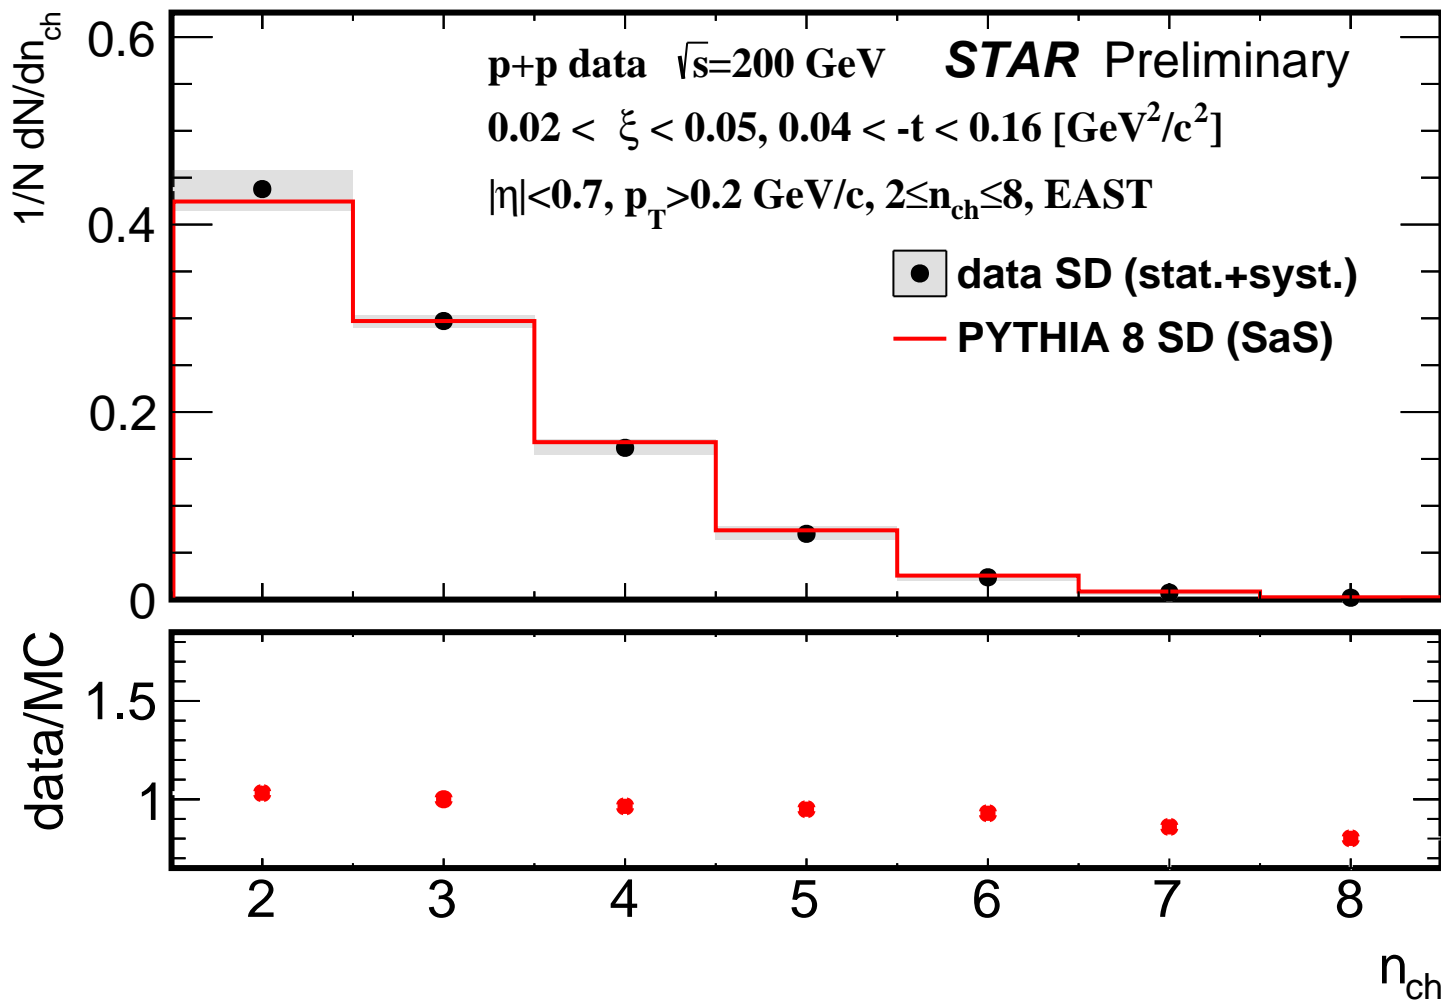 1/N dN/dn_ch
0.6
0.4
0.2
0
p+p data √s=200 GeV STAR Preliminary
0.02 < ξ < 0.05, 0.04 < -t < 0.16 [GeV²/c²]
|η|<0.7, p_T>0.2 GeV/c, 2≤n_ch≤8, EAST
data SD (stat.+syst.)
PYTHIA 8 SD (SaS)
data/MC
1.5
1
2 3 4 5 6 7 8
n_ch